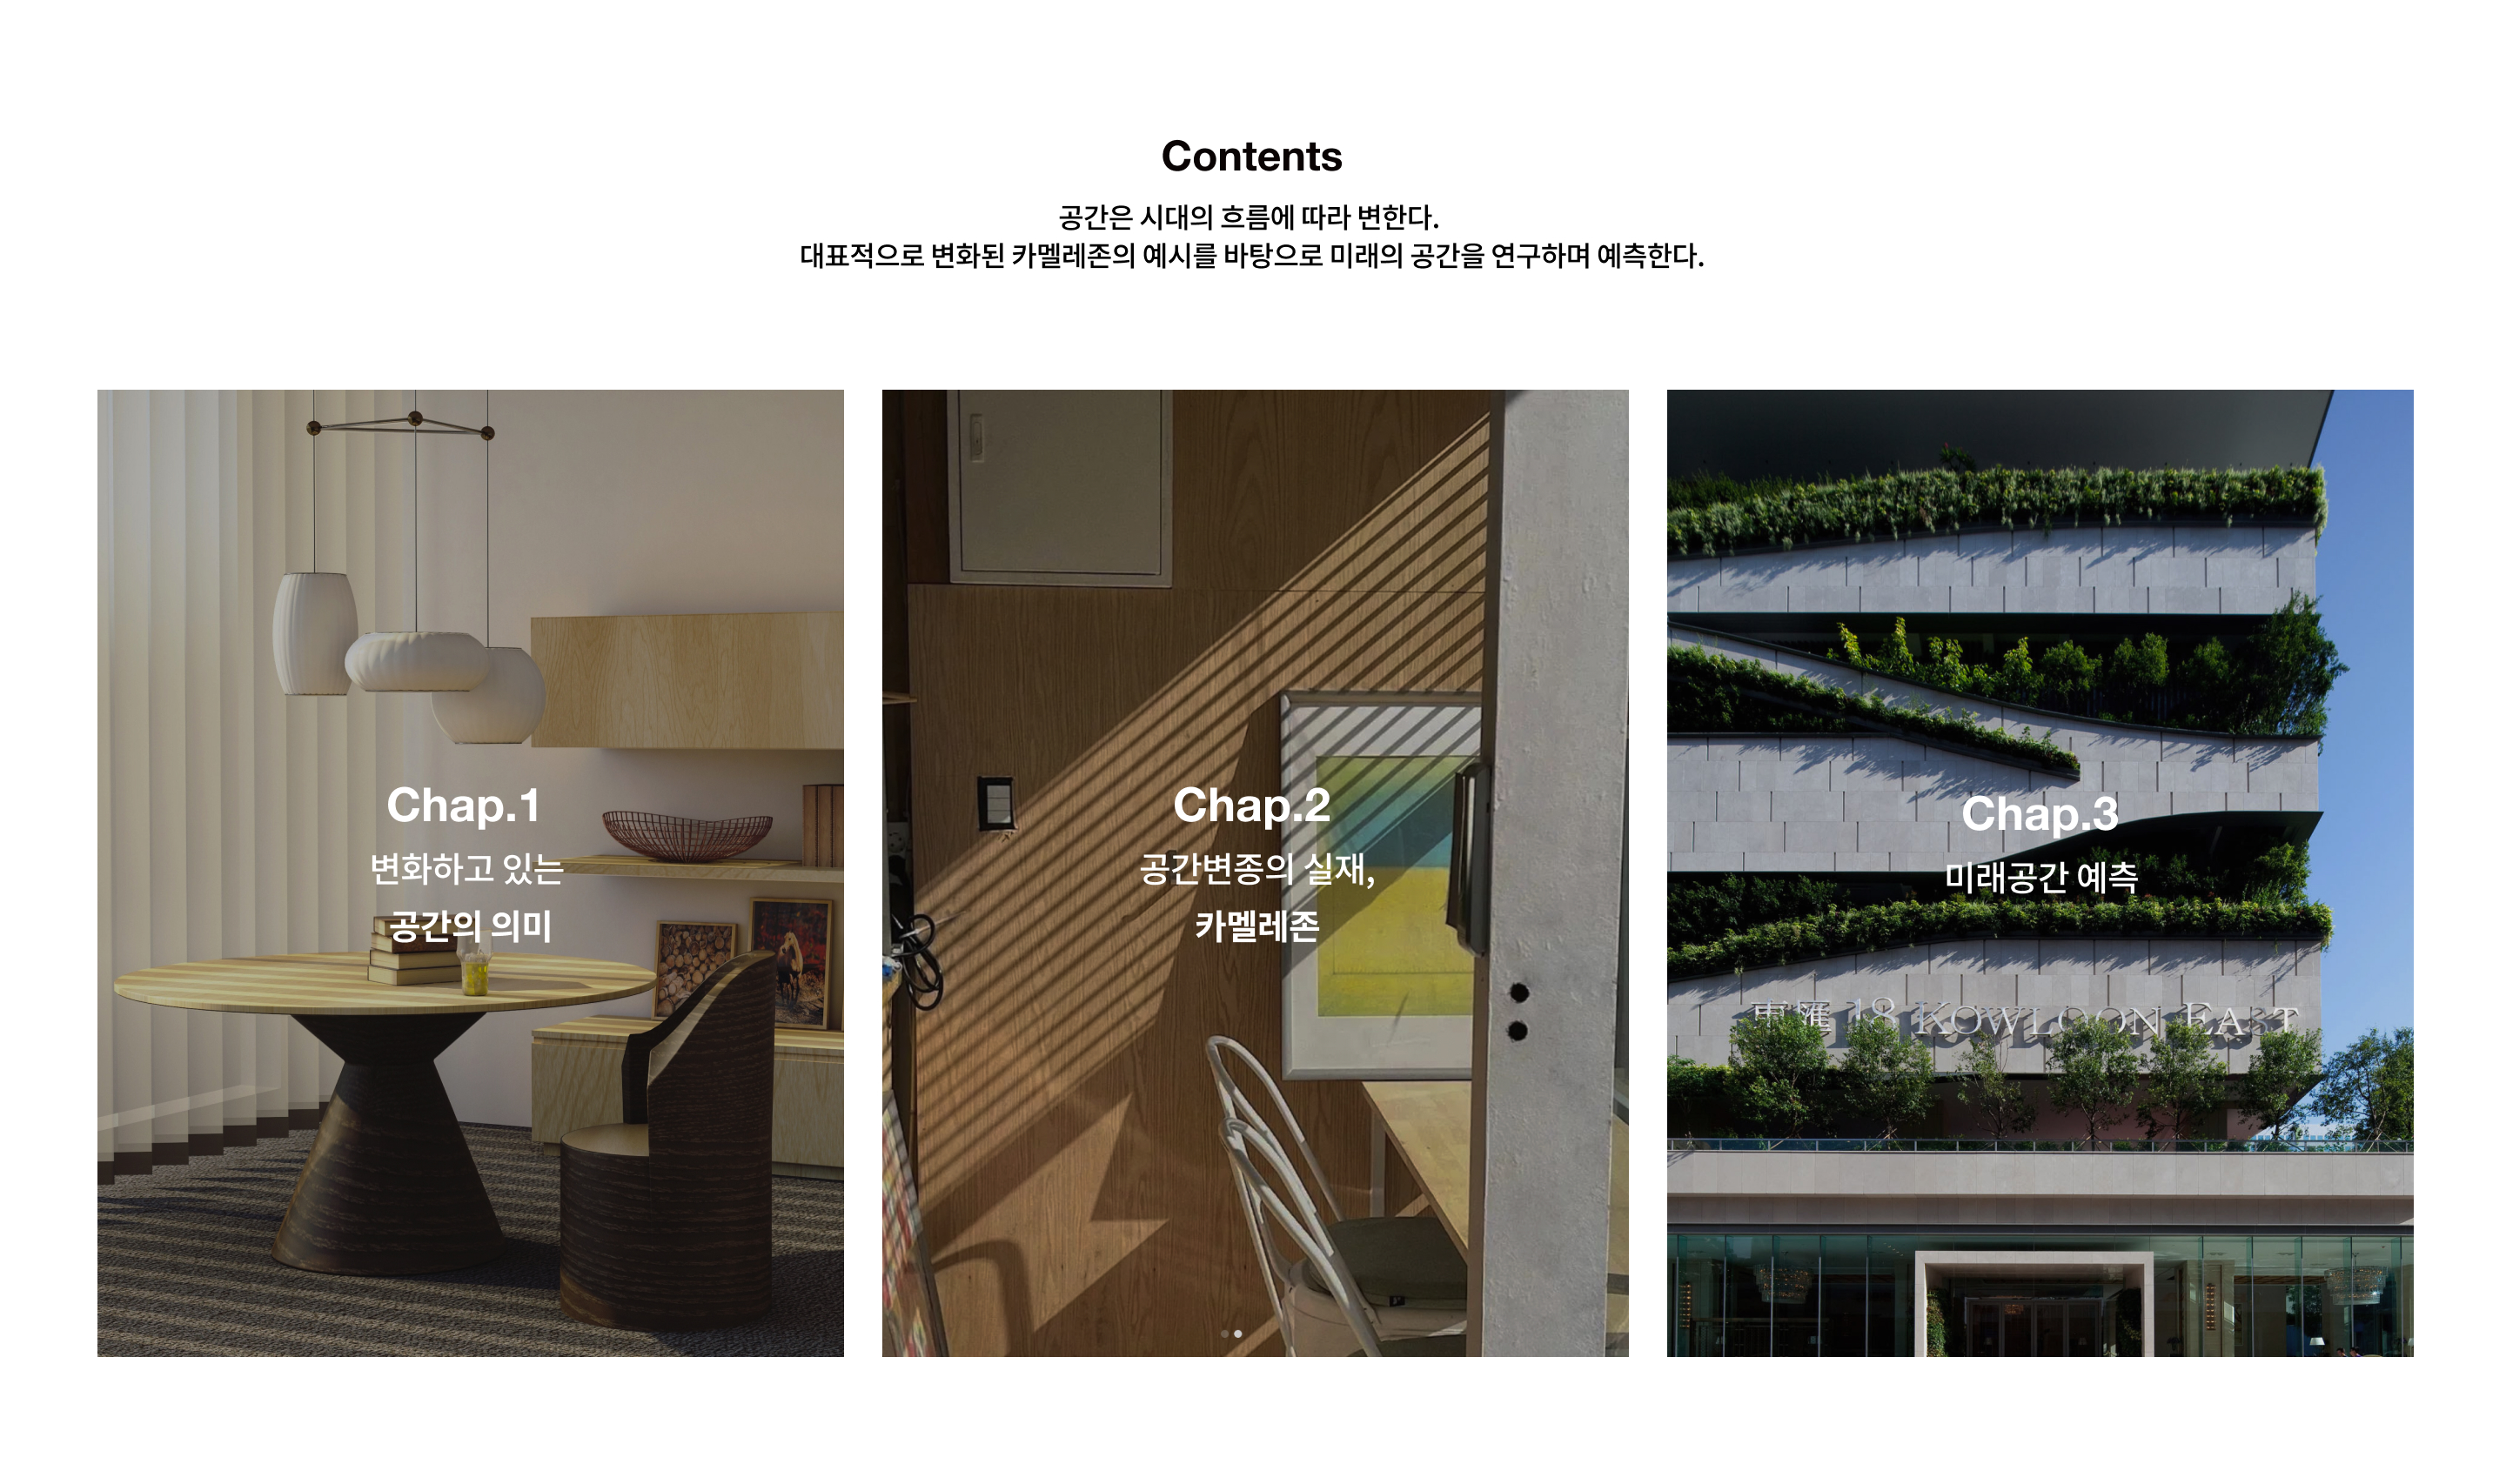 Contents
공간은 시대의 흐름에 따라 변한다.
대표적으로 변화된 카멜레존의 예시를 바탕으로 미래의 공간을 연구하며 예측한다.
Chap.1
변화하고 있는
공간의 의미
Chap.2
공간변종의 실재,
카멜레존
Chap.3
미래공간 예측
東匯 18 KOWLOON EAST